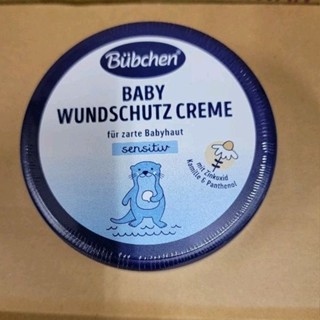 Bübchen®
BABY
WUNDSCHUTZ CREME
für zarte Babyhaut
sensitiv
mit Zinkoxid
Kamille & Panthenol